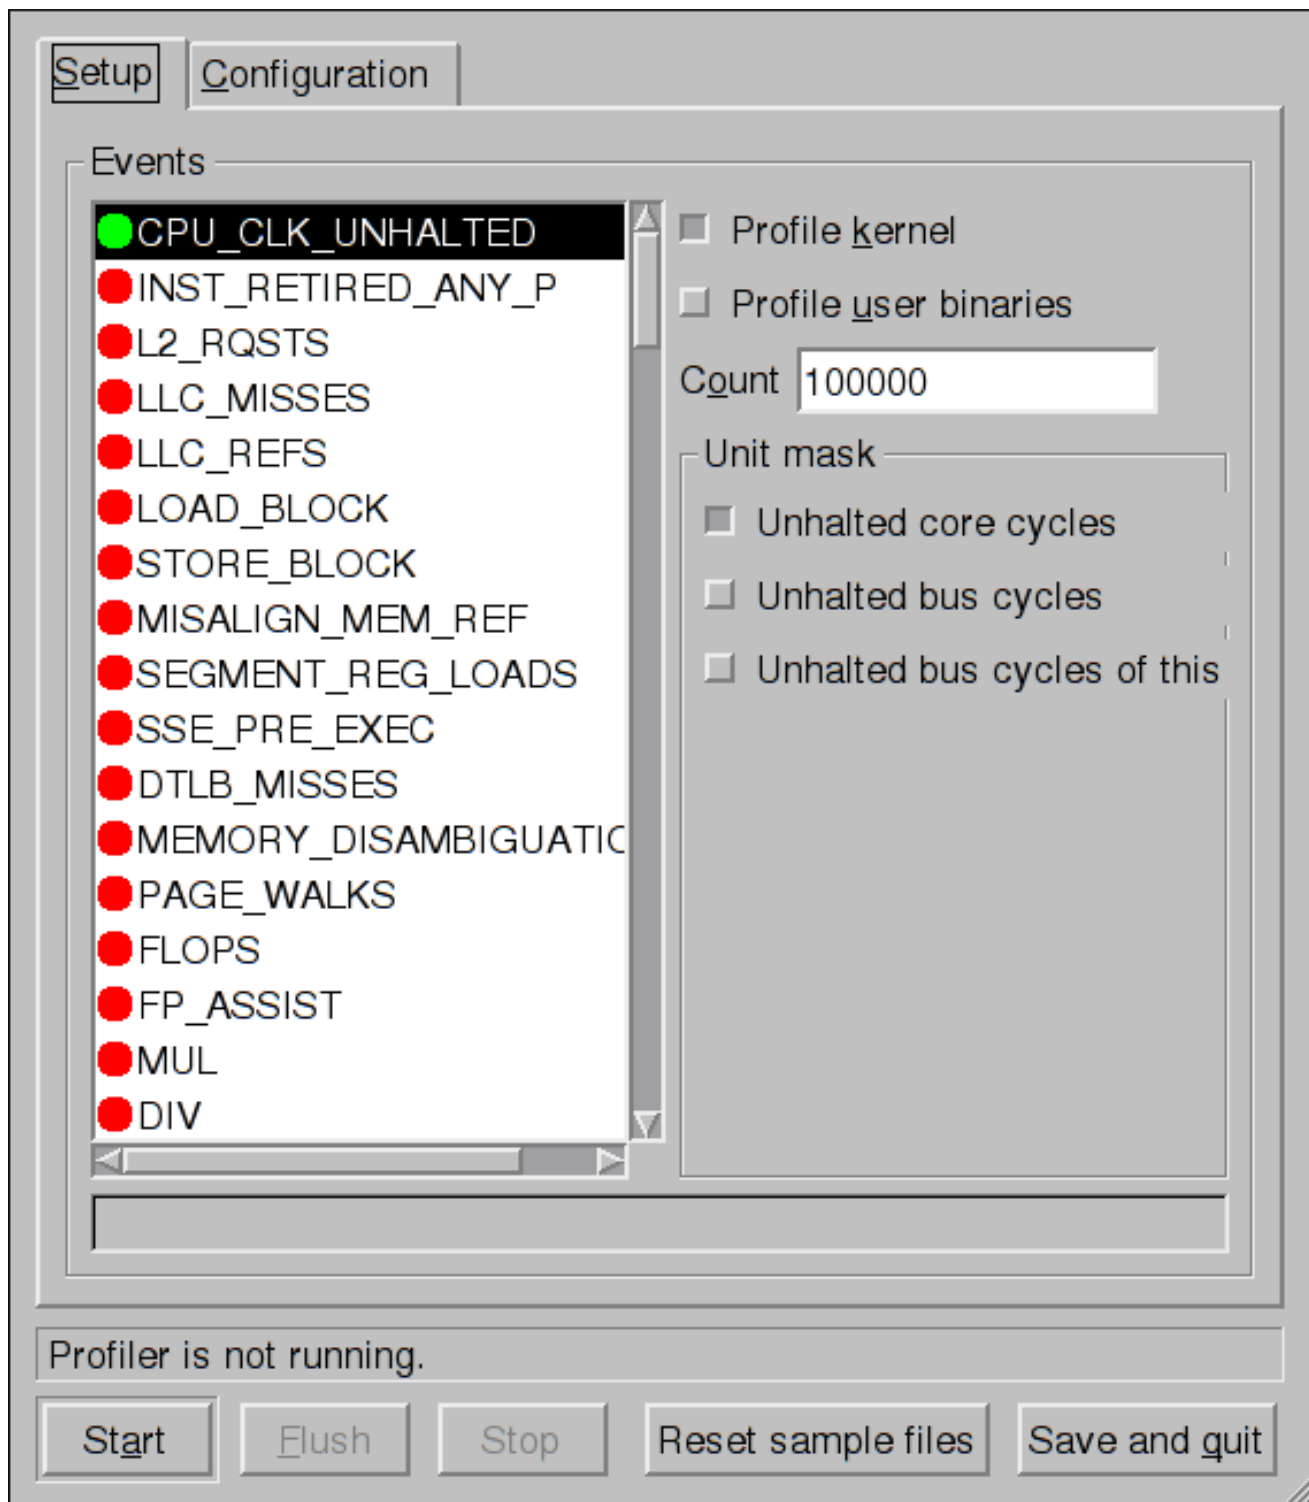 Setup Configuration
Events
CPU_CLK_UNHALTED
INST_RETIRED_ANY_P
L2_RQSTS
LLC_MISSES
LLC_REFS
LOAD_BLOCK
STORE_BLOCK
MISALIGN_MEM_REF
SEGMENT_REG_LOADS
SSE_PRE_EXEC
DTLB_MISSES
MEMORY_DISAMBIGUATIO
PAGE_WALKS
FLOPS
FP_ASSIST
MUL
DIV
Profile kernel
Profile user binaries
Count 100000
Unit mask
Unhalted core cycles
Unhalted bus cycles
Unhalted bus cycles of this
Profiler is not running.
Start Flush Stop Reset sample files Save and quit